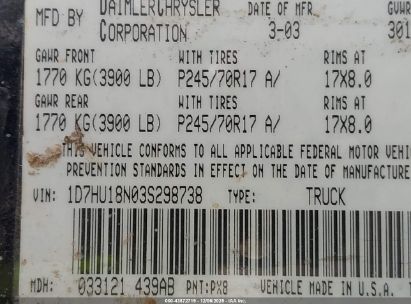 MFD BY DAIMLERCHRYSLER CORPORATION DATE OF MFR GVWR
3-03 301
GAWR FRONT WITH TIRES RIMS AT
1770 KG(3900 LB) P245/70R17 A/ 17X8.0
GAWR REAR WITH TIRES RIMS AT
1770 KG(3900 LB) P245/70R17 A/ 17X8.0
THIS VEHICLE CONFORMS TO ALL APPLICABLE FEDERAL MOTOR VEHI
PREVENTION STANDARDS IN EFFECT ON THE DATE OF MANUFACTURE
VIN: 1D7HU18N03S298738 TYPE: TRUCK
MDH: 033121 439AB PNT:PX8 VEHICLE MADE IN U.S.A.